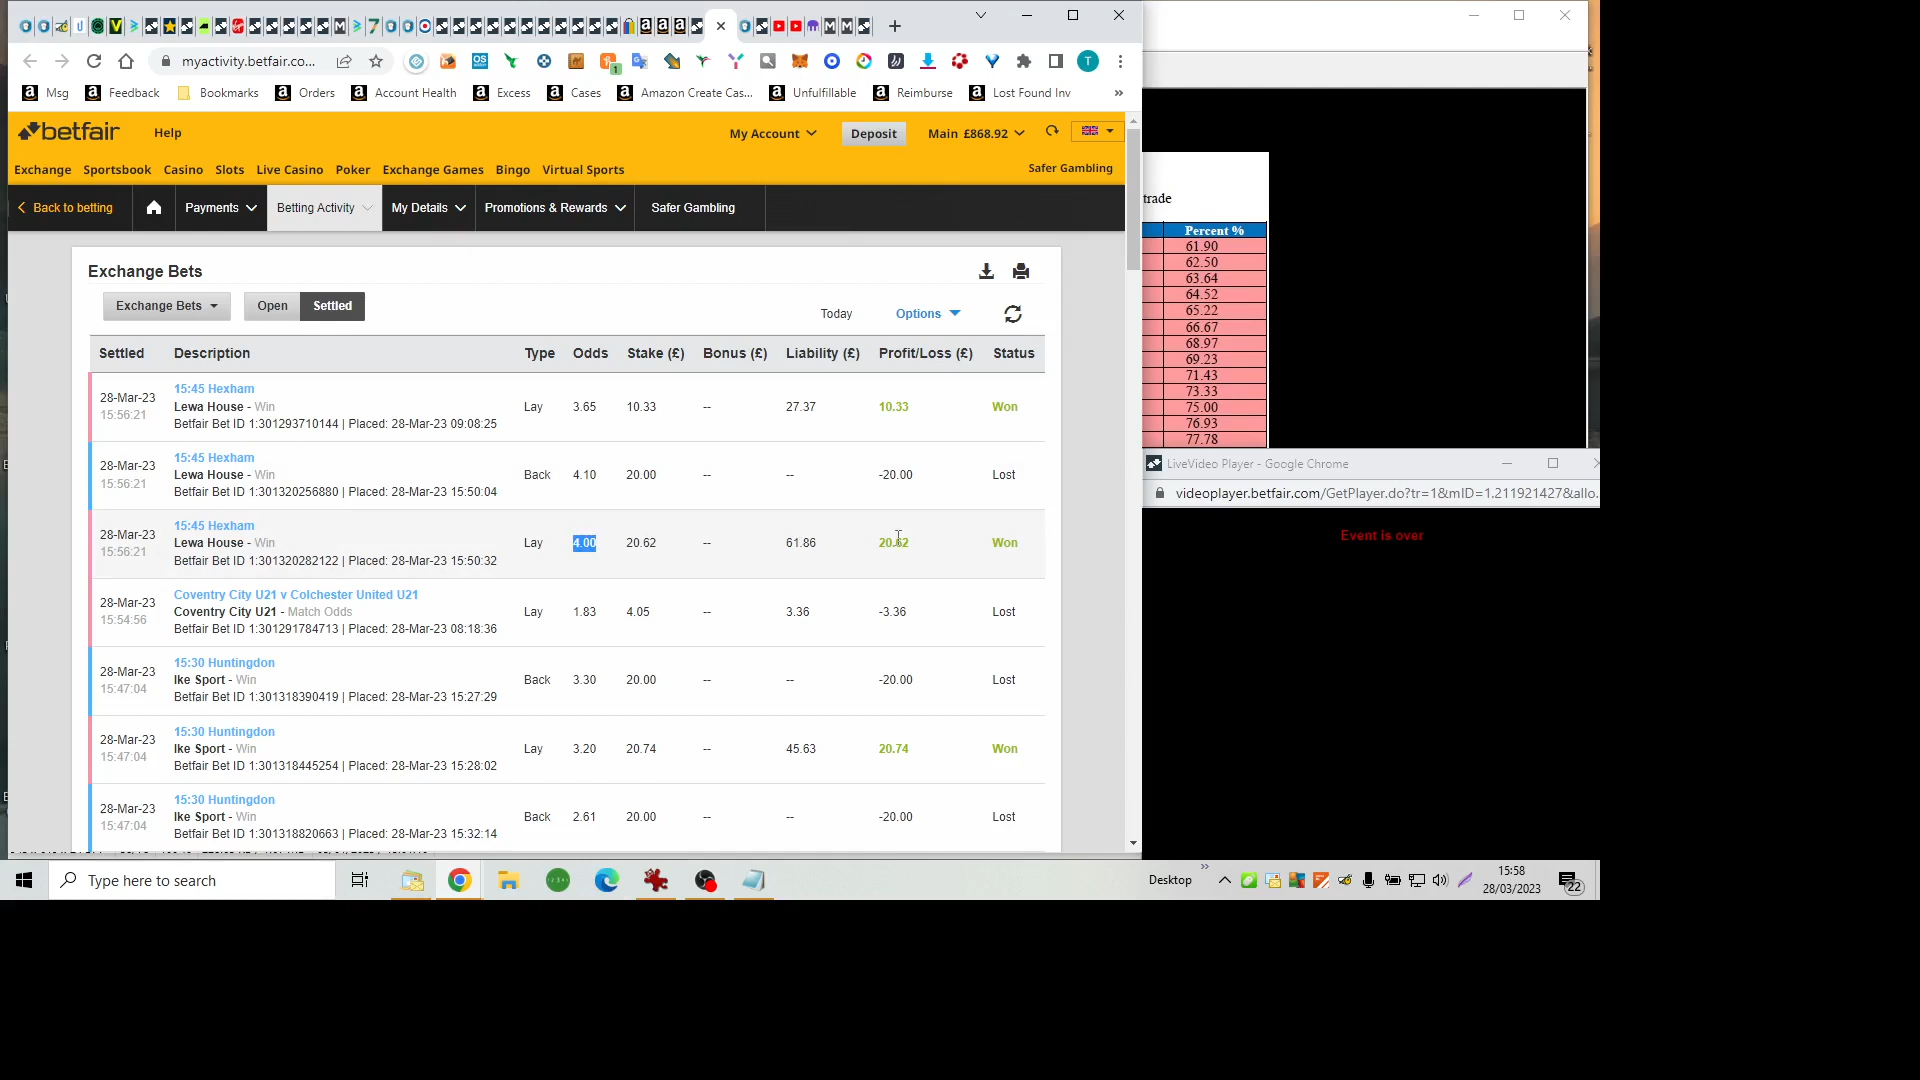 myactivity.betfair.co...
Msg Feedback Bookmarks Orders Account Health Excess Cases Amazon Create Cas... Unfulfillable Reimburse Lost Found Inv »
betfair Help My Account Deposit Main £868.92
Exchange Sportsbook Casino Slots Live Casino Poker Exchange Games Bingo Virtual Sports Safer Gambling
Back to betting Payments Betting Activity My Details Promotions & Rewards Safer Gambling
Exchange Bets
Exchange Bets Open Settled Today Options
Settled Description Type Odds Stake (£) Bonus (£) Liability (£) Profit/Loss (£) Status
15:45 Hexham
28-Mar-23 Lewa House - Win Lay 3.65 10.33 -- 27.37 10.33 Won
15:56:21 Betfair Bet ID 1:301293710144 | Placed: 28-Mar-23 09:08:25
15:45 Hexham
28-Mar-23 Lewa House - Win Back 4.10 20.00 -- -- -20.00 Lost
15:56:21 Betfair Bet ID 1:301320256880 | Placed: 28-Mar-23 15:50:04
15:45 Hexham
28-Mar-23 Lewa House - Win Lay 4.00 20.62 -- 61.86 20.62 Won
15:56:21 Betfair Bet ID 1:301320282122 | Placed: 28-Mar-23 15:50:32
Coventry City U21 v Colchester United U21
28-Mar-23 Coventry City U21 - Match Odds Lay 1.83 4.05 -- 3.36 -3.36 Lost
15:54:56 Betfair Bet ID 1:301291784713 | Placed: 28-Mar-23 08:18:36
15:30 Huntingdon
28-Mar-23 Ike Sport - Win Back 3.30 20.00 -- -- -20.00 Lost
15:47:04 Betfair Bet ID 1:301318390419 | Placed: 28-Mar-23 15:27:29
15:30 Huntingdon
28-Mar-23 Ike Sport - Win Lay 3.20 20.74 -- 45.63 20.74 Won
15:47:04 Betfair Bet ID 1:301318445254 | Placed: 28-Mar-23 15:28:02
15:30 Huntingdon
28-Mar-23 Ike Sport - Win Back 2.61 20.00 -- -- -20.00 Lost
15:47:04 Betfair Bet ID 1:301318820663 | Placed: 28-Mar-23 15:32:14
trade
Percent %
61.90
62.50
63.64
64.52
65.22
66.67
68.97
69.23
71.43
73.33
75.00
76.93
77.78
LiveVideo Player - Google Chrome
videoplayer.betfair.com/GetPlayer.do?tr=1&mID=1.211921427&allo...
Event is over
Type here to search Desktop » 15:58
28/03/2023 22